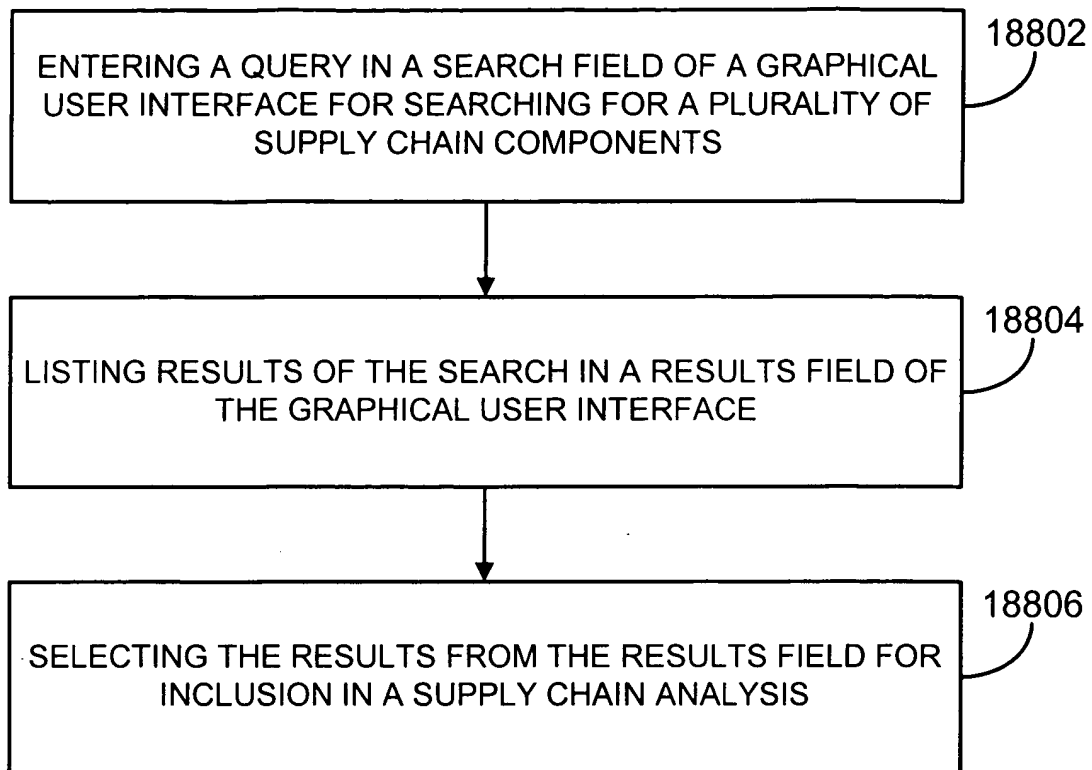 18802
ENTERING A QUERY IN A SEARCH FIELD OF A GRAPHICAL
USER INTERFACE FOR SEARCHING FOR A PLURALITY OF
SUPPLY CHAIN COMPONENTS
18804
LISTING RESULTS OF THE SEARCH IN A RESULTS FIELD OF
THE GRAPHICAL USER INTERFACE
18806
SELECTING THE RESULTS FROM THE RESULTS FIELD FOR
INCLUSION IN A SUPPLY CHAIN ANALYSIS